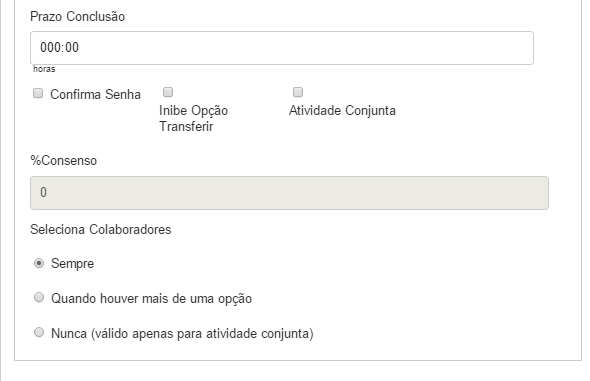 Prazo Conclusão
000:00
horas
Confirma Senha
Inibe Opção
Transferir
Atividade Conjunta
%Consenso
0
Seleciona Colaboradores
Sempre
Quando houver mais de uma opção
Nunca (válido apenas para atividade conjunta)